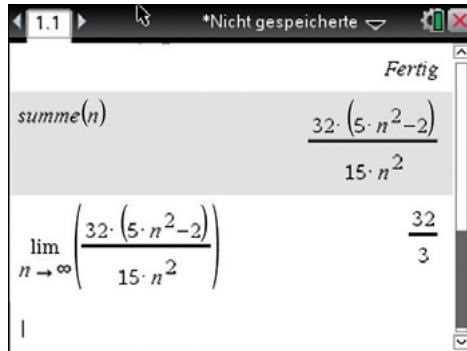 1.1 *Nicht gespeicherte
Fertig
summe(n) 32·(5·n²−2)/15·n²
lim n→∞ (32·(5·n²−2)/15·n²) 32/3